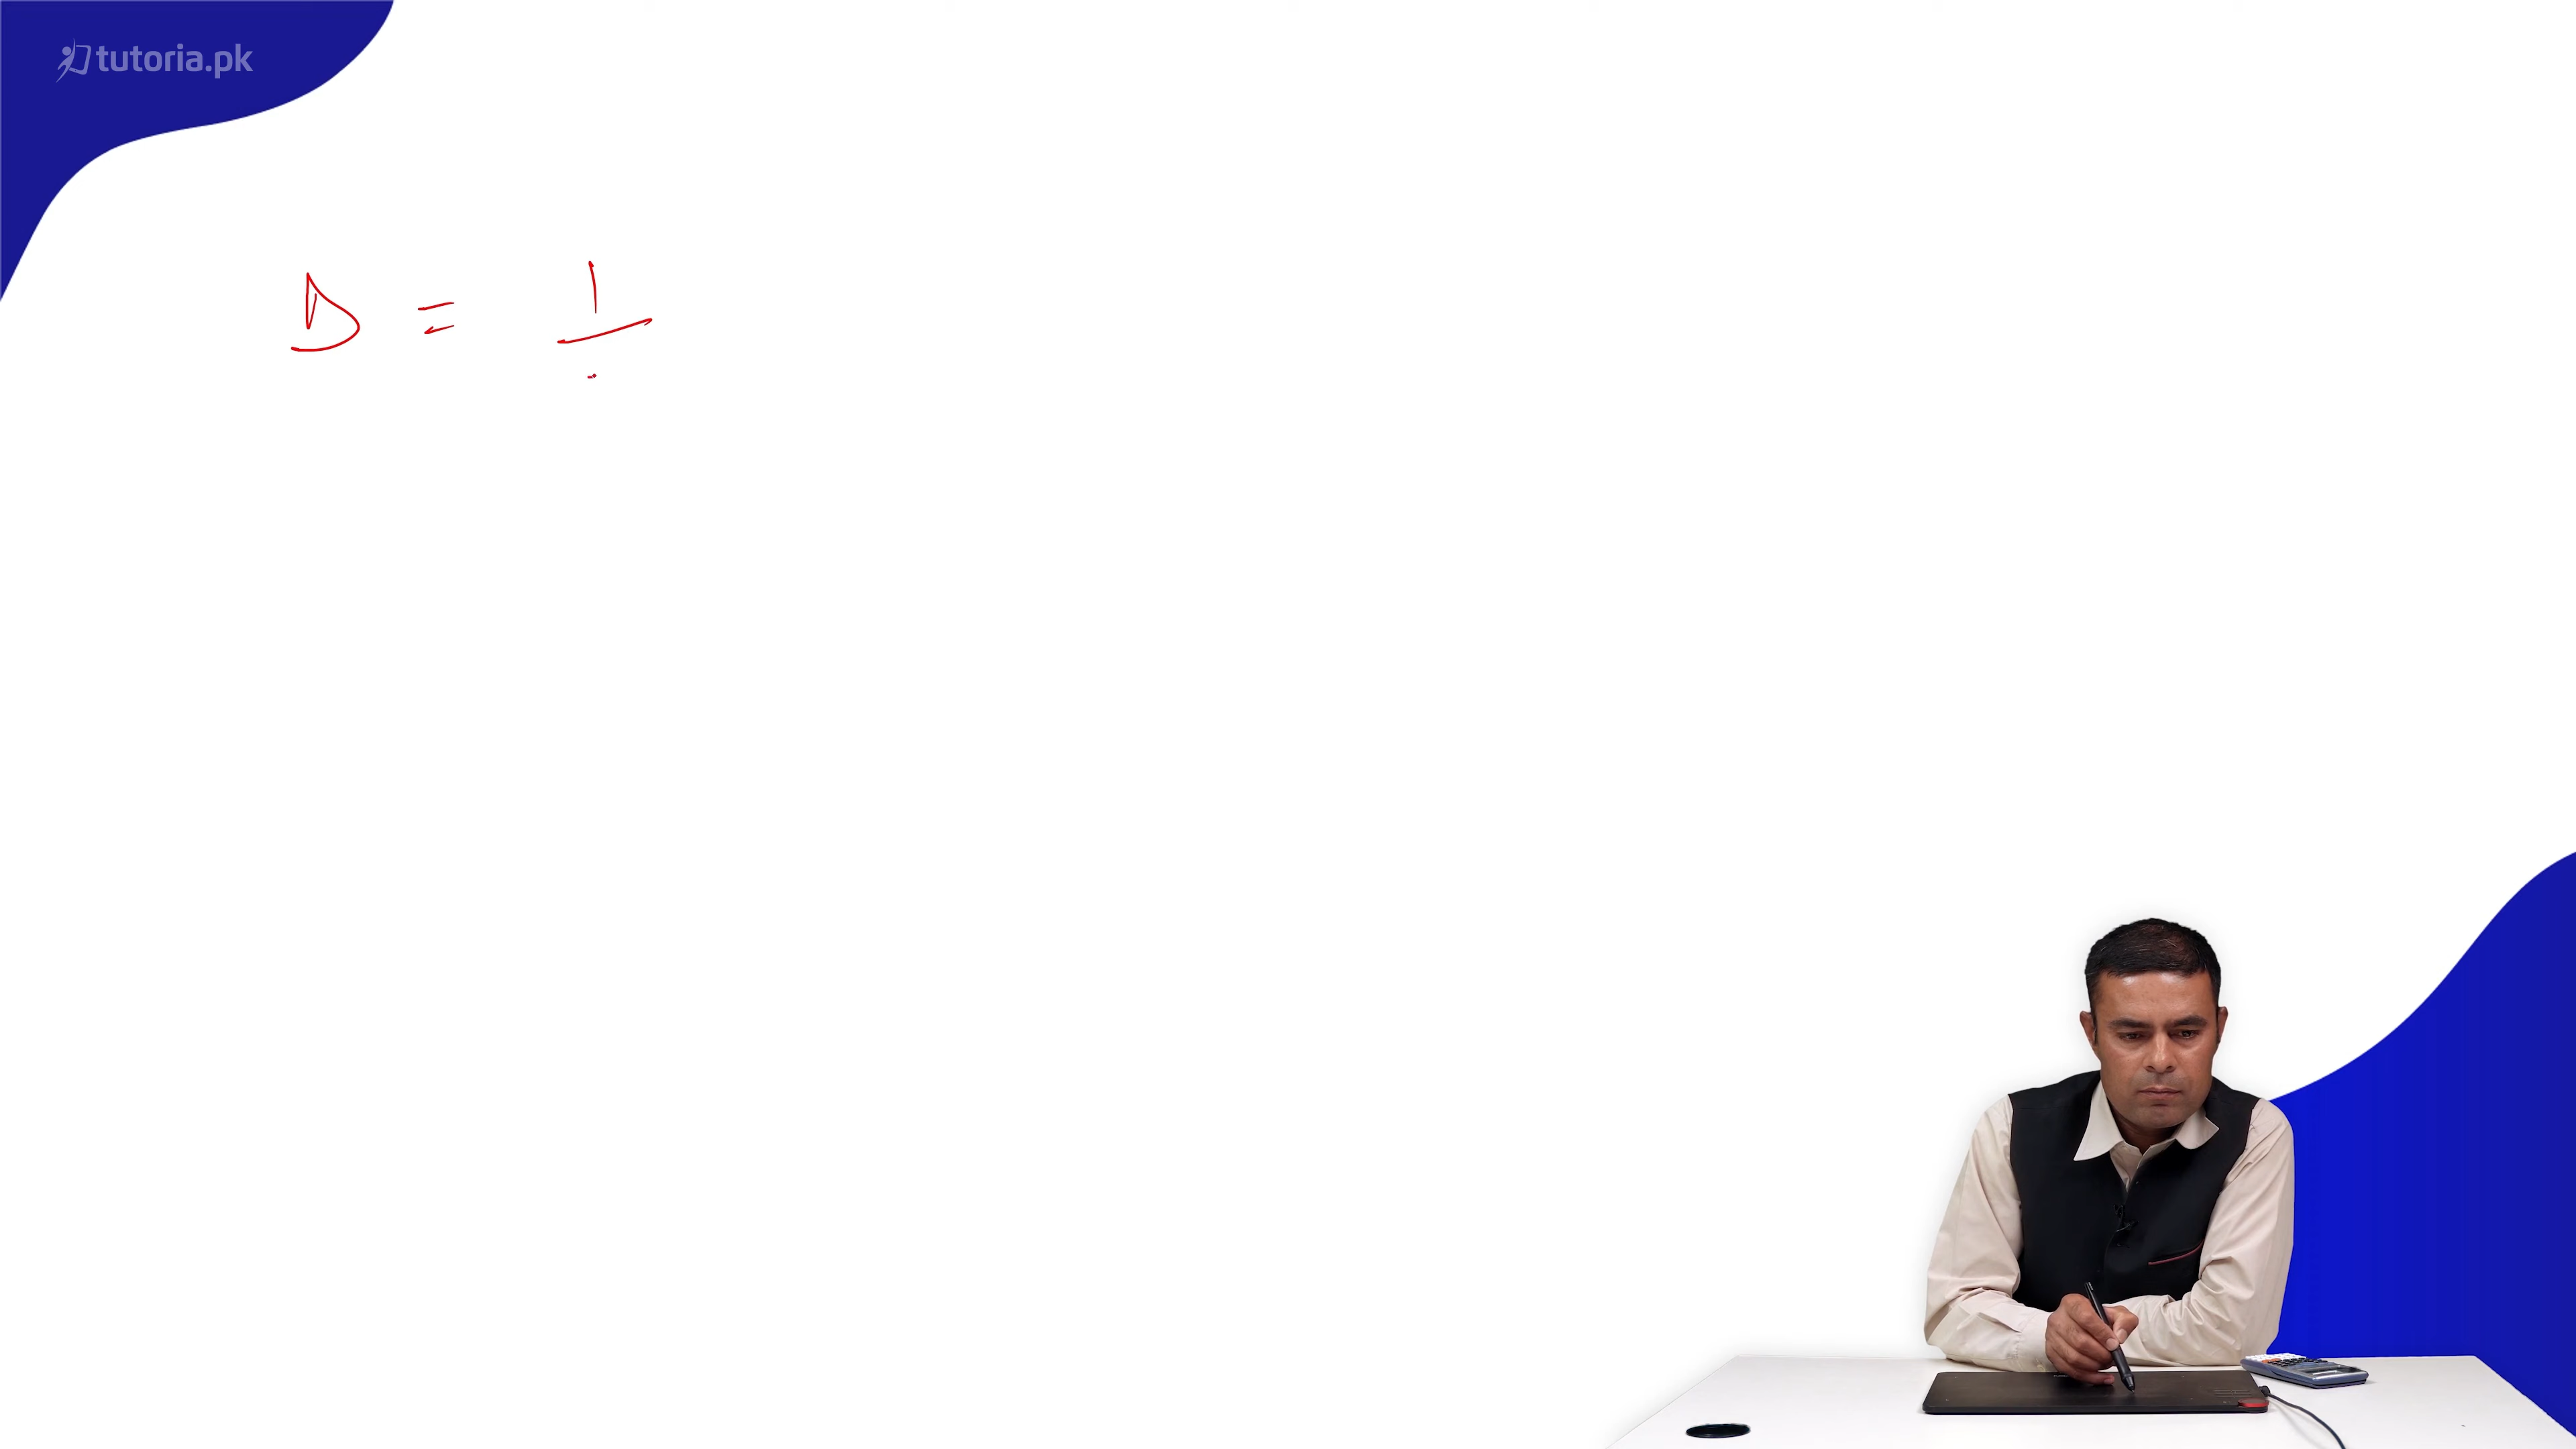 tutoria.pk
D = 1/